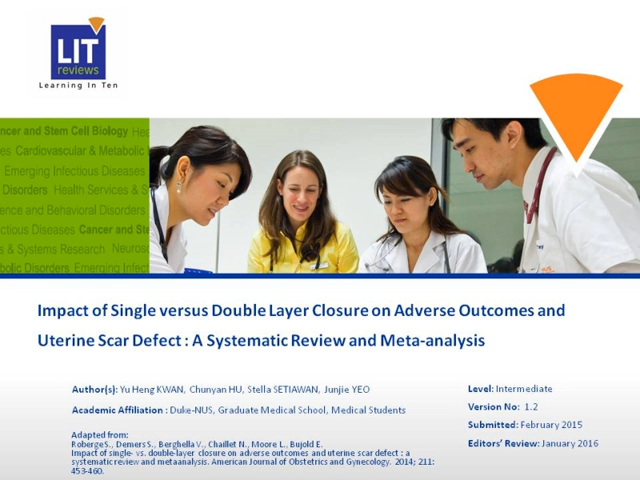 LIT
reviews
Learning In Ten
ncer and Stem Cell Biology Hea
es Cardiovascular & Metabolic
Emerging Infectious Diseases
Disorders Health Services & S
ence and Behavioral Disorders
ctious Diseases Cancer and Ste
s & Systems Research Neurosc
bolic Disorders Emerging Infect
Impact of Single versus Double Layer Closure on Adverse Outcomes and
Uterine Scar Defect : A Systematic Review and Meta-analysis
Author(s): Yu Heng KWAN, Chunyan HU, Stella SETIAWAN, Junjie YEO
Academic Affiliation : Duke-NUS, Graduate Medical School, Medical Students
Adapted from:
Roberge S., Demers S., Berghella V., Chaillet N., Moore L., Bujold E.
Impact of single- vs. double-layer closure on adverse outcomes and uterine scar defect : a
systematic review and metaanalysis. American Journal of Obstetrics and Gynecology. 2014; 211:
453-460.
Level: Intermediate
Version No: 1.2
Submitted: February 2015
Editors' Review: January 2016